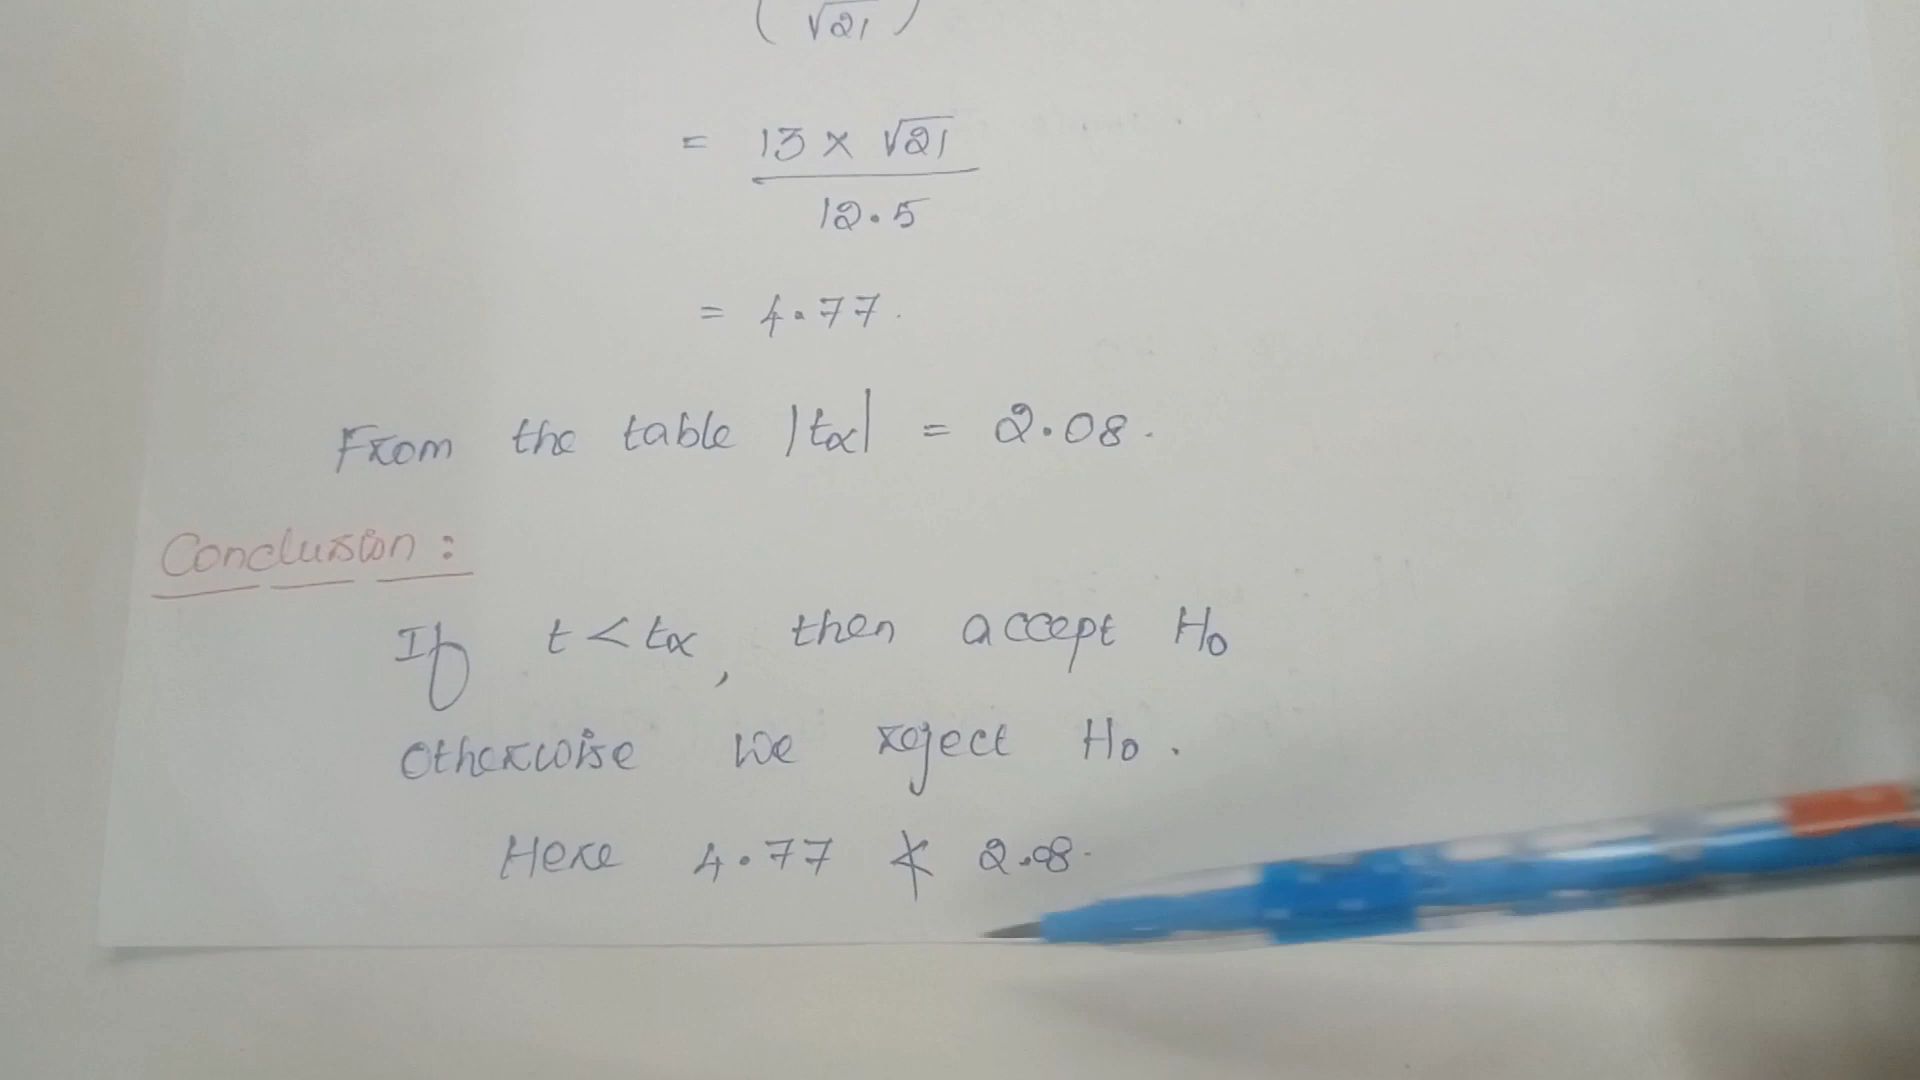 ( √21 )
= 13 × √21
12.5
= 4.77.
From the table |tα| = 2.08.
Conclusion:
If t < tα, then accept H0
otherwise we reject H0.
Here 4.77 ≮ 2.08.